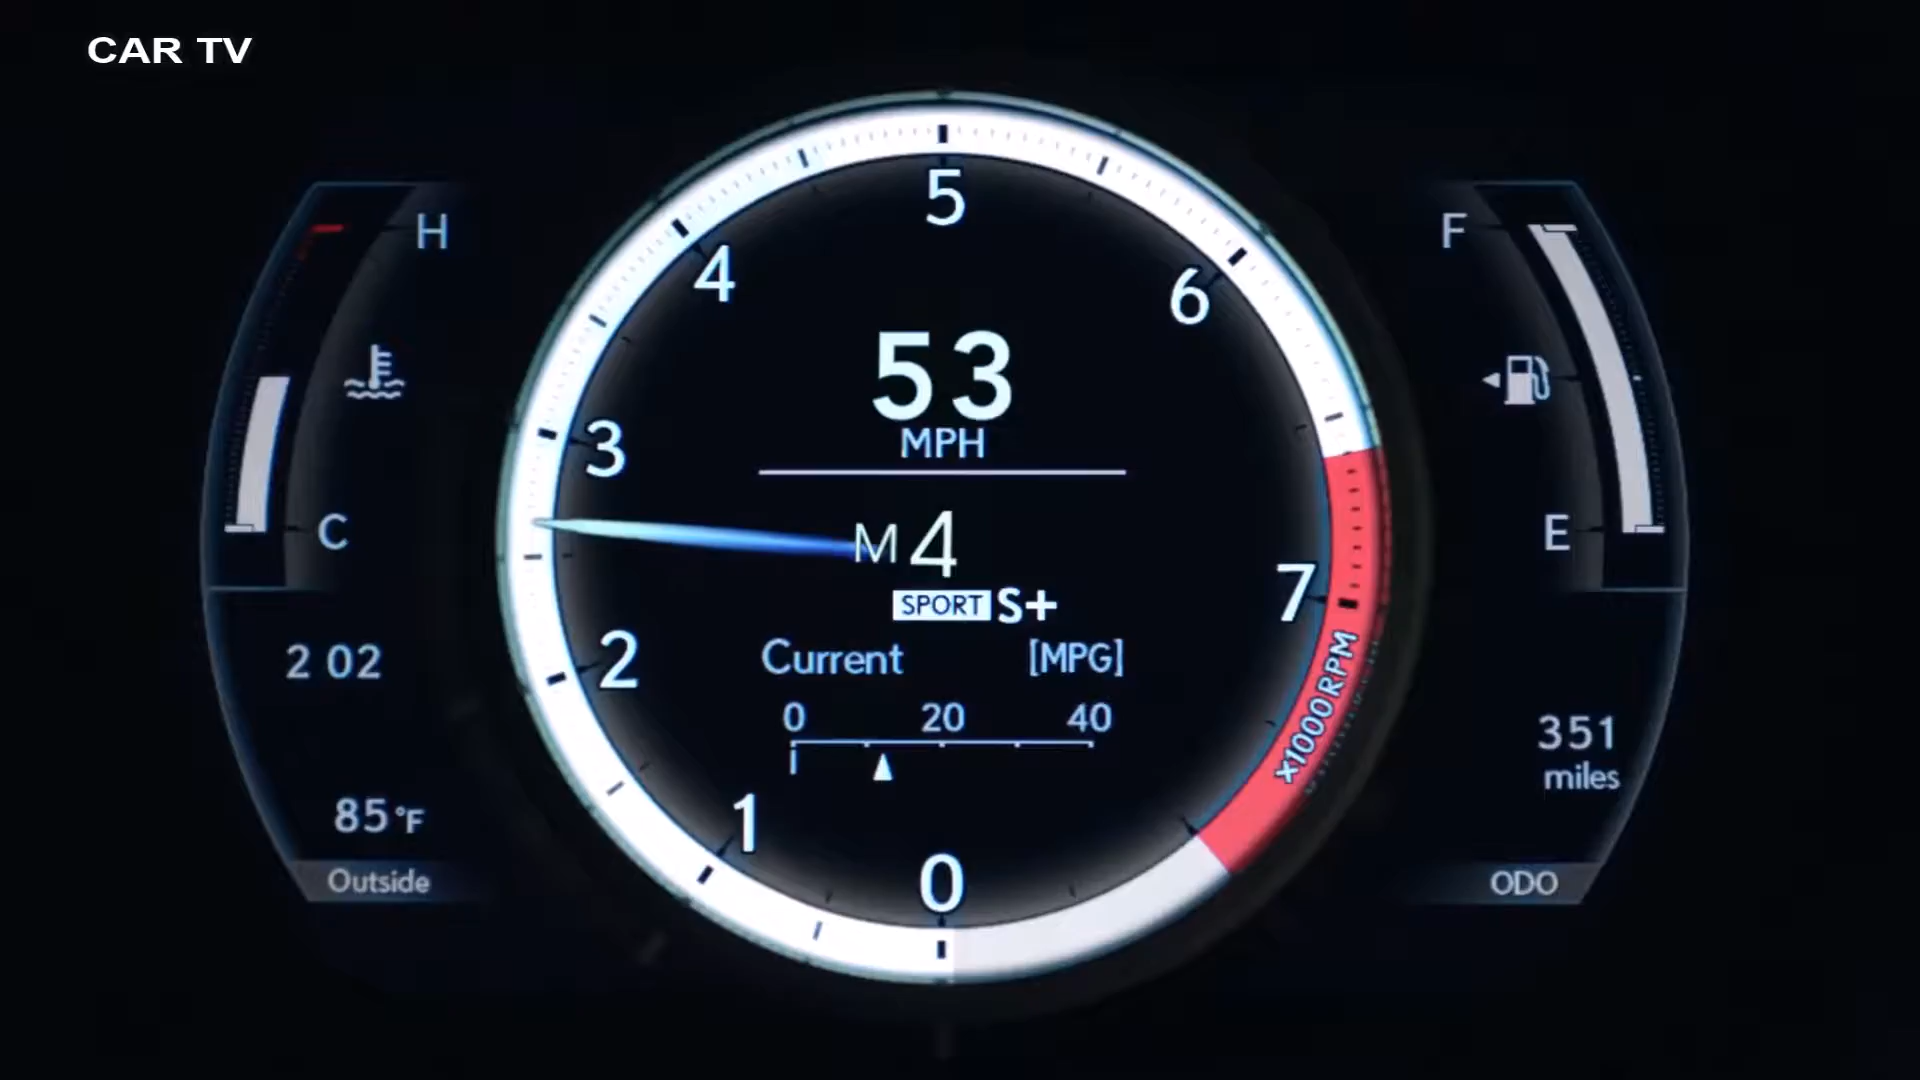 CAR TV
H
C
2 02
85°F
Outside
5
4
6
3
2
7
1
0
x1000RPM
53
MPH
M 4
SPORT S+
Current [MPG]
0 20 40
F
E
351
miles
ODO